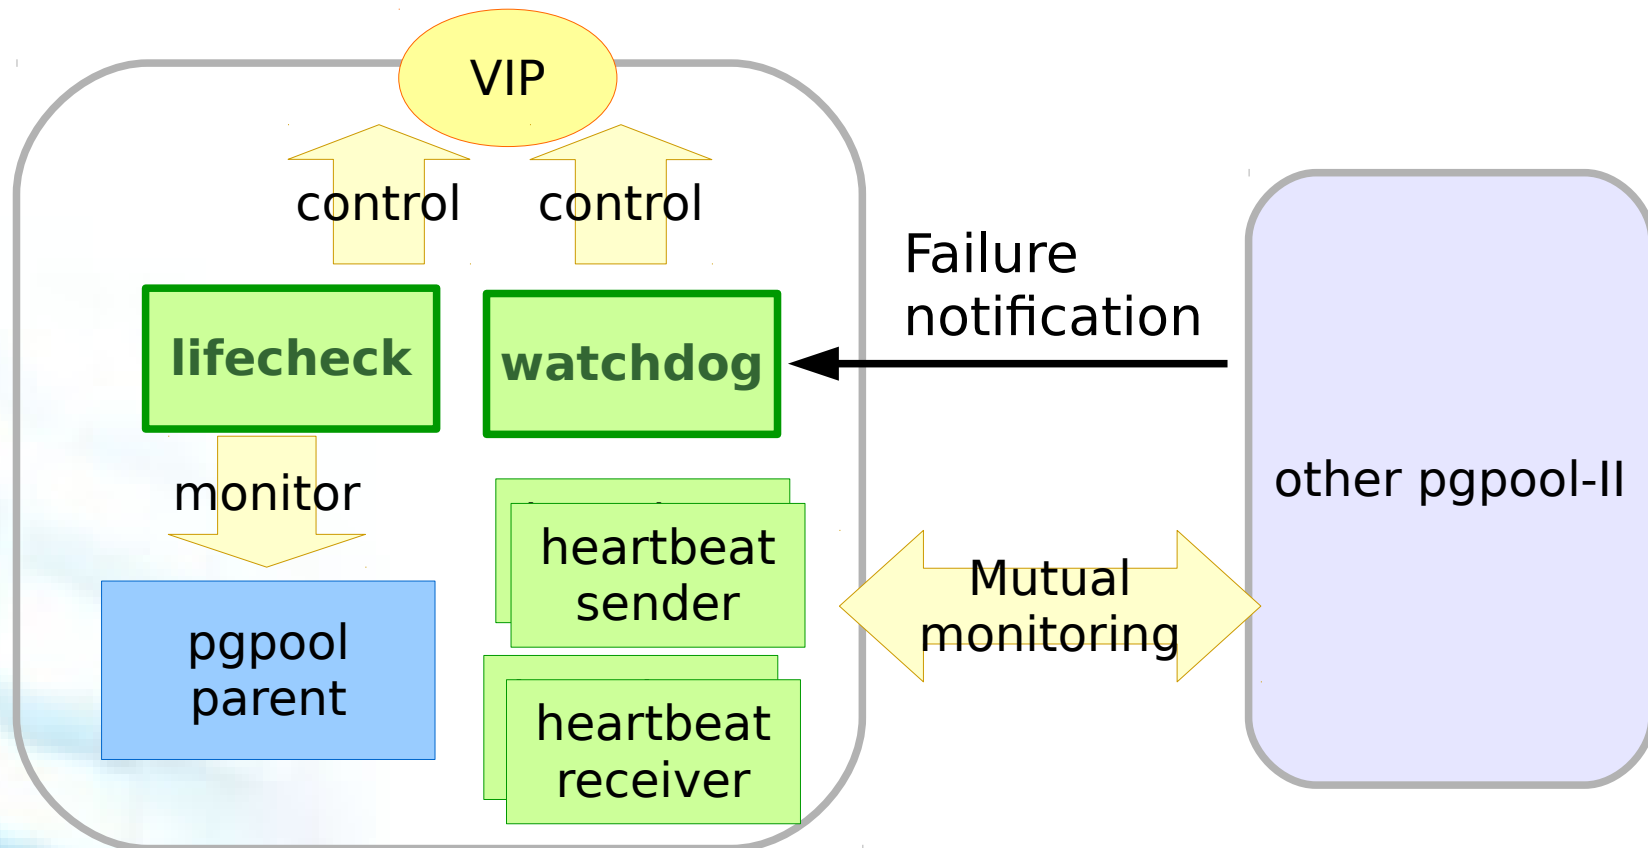 VIP
control
control
Failure
notification
lifecheck
watchdog
monitor
other pgpool-II
heartbeat
sender
Mutual
monitoring
pgpool
parent
heartbeat
receiver